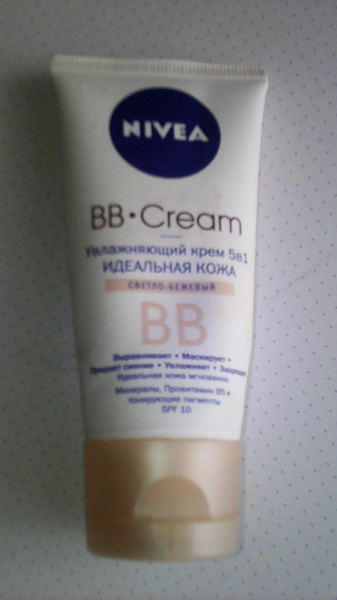 NIVEA
BB•Cream
Увлажняющий крем 5в1
ИДЕАЛЬНАЯ КОЖА
СВЕТЛО-БЕЖЕВЫЙ
BB
Выравнивает • Маскирует •
Придает сияние • Увлажняет • Защищает
Идеальная кожа мгновенно
Минералы, Провитамин B5 и
тонирующие пигменты
SPF 10